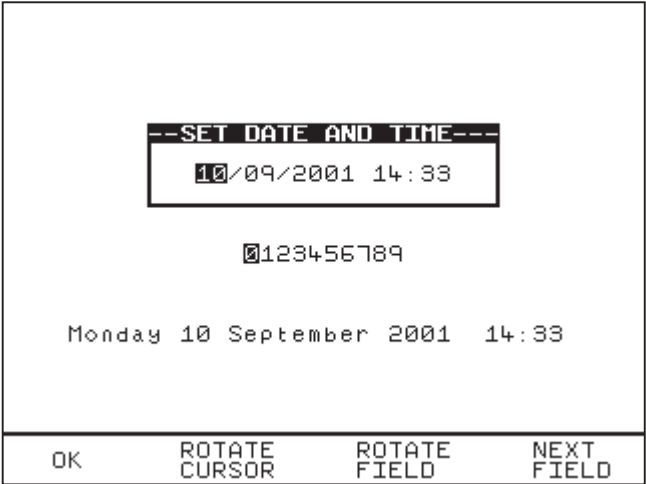 --SET DATE AND TIME---
10/09/2001 14:33
0123456789
Monday 10 September 2001 14:33
OK ROTATE CURSOR ROTATE FIELD NEXT FIELD